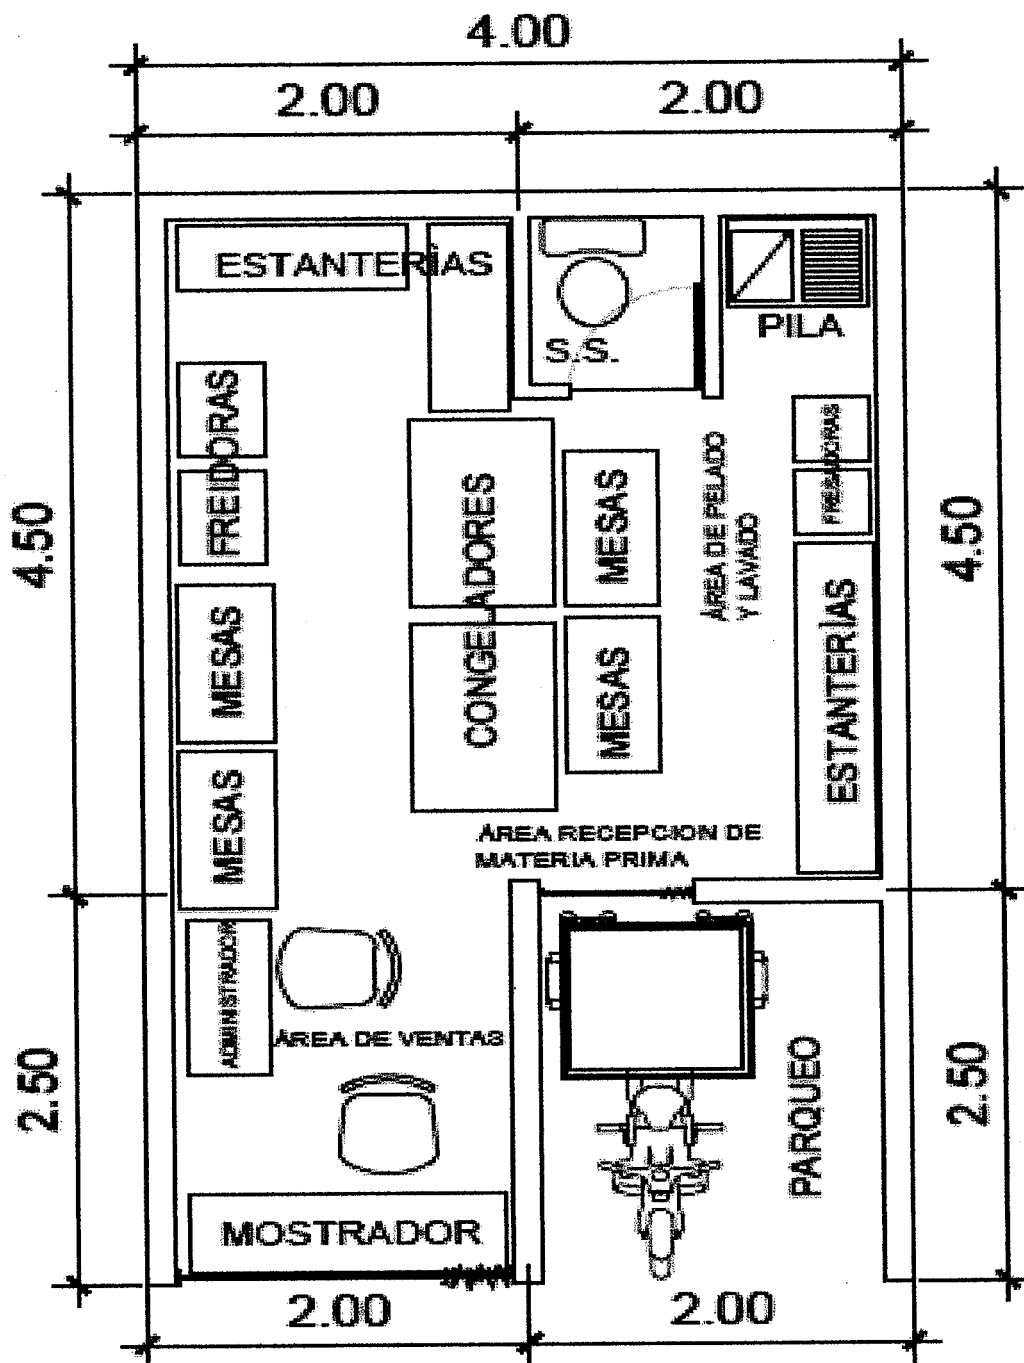 4.00
2.00
2.00
ESTANTERÍAS
S.S.
PILA
FREIDORAS
CONGELADORES
MESAS
ÁREA DE PELADO
Y LAVADO
4.50
4.50
MESAS
MESAS
ESTANTERÍAS
MESAS
ÁREA RECEPCION DE
MATERIA PRIMA
ADMINISTRADOR
ÁREA DE VENTAS
2.50
PARQUEO
2.50
MOSTRADOR
2.00
2.00